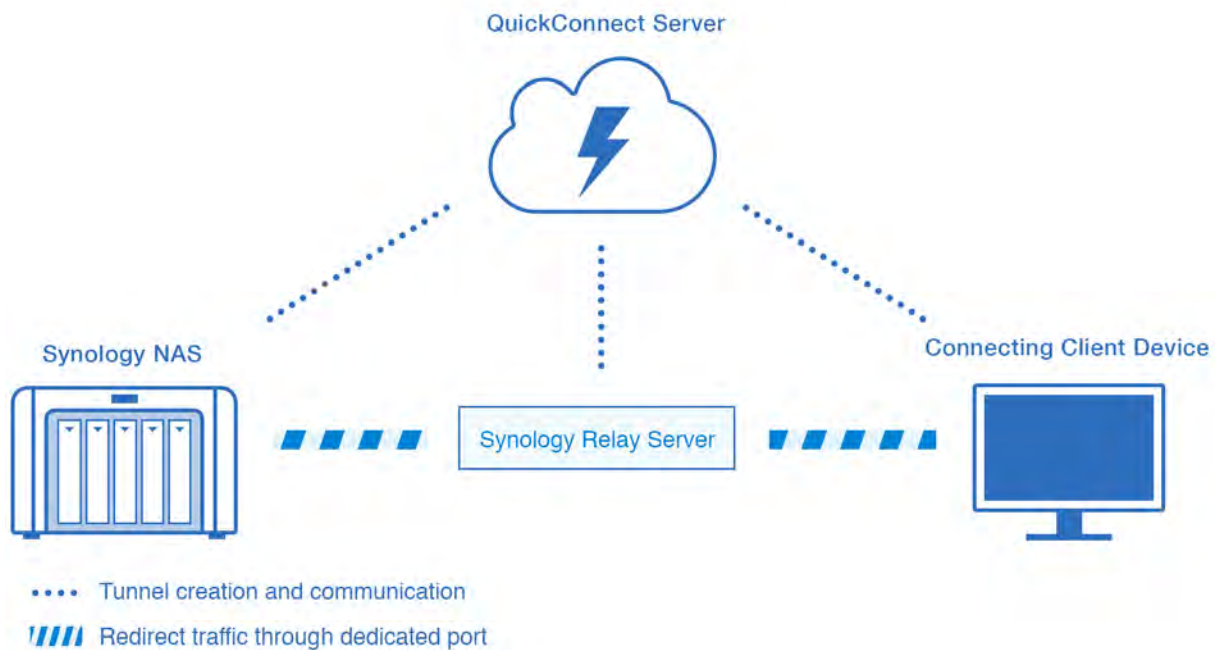 QuickConnect Server
Synology NAS
Connecting Client Device
Synology Relay Server
Tunnel creation and communication
Redirect traffic through dedicated port